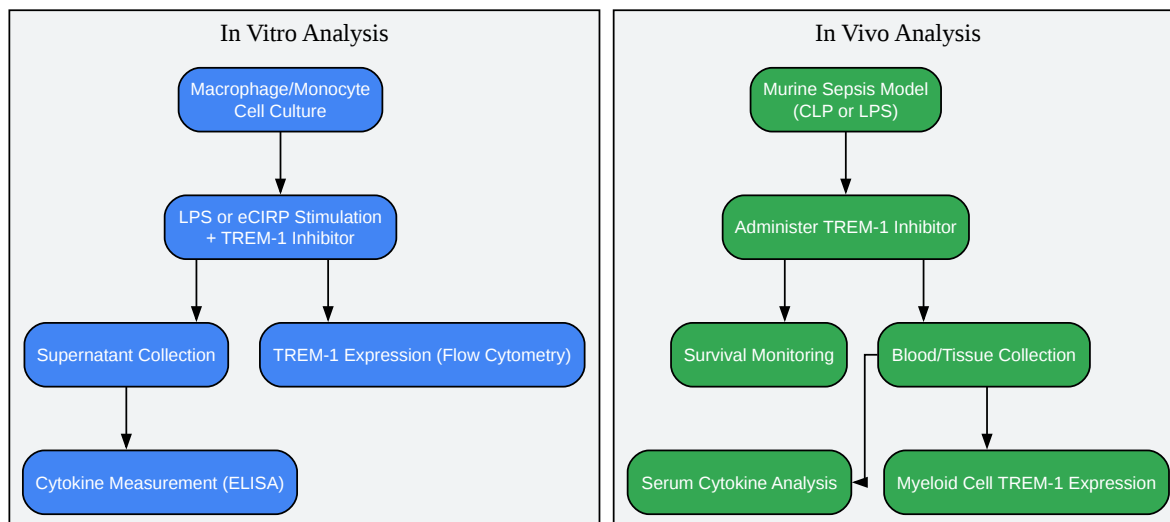 In Vitro Analysis
Macrophage/Monocyte
Cell Culture
LPS or eCIRP Stimulation
+ TREM-1 Inhibitor
Supernatant Collection
TREM-1 Expression (Flow Cytometry)
Cytokine Measurement (ELISA)
In Vivo Analysis
Murine Sepsis Model
(CLP or LPS)
Administer TREM-1 Inhibitor
Survival Monitoring
Blood/Tissue Collection
Serum Cytokine Analysis
Myeloid Cell TREM-1 Expression